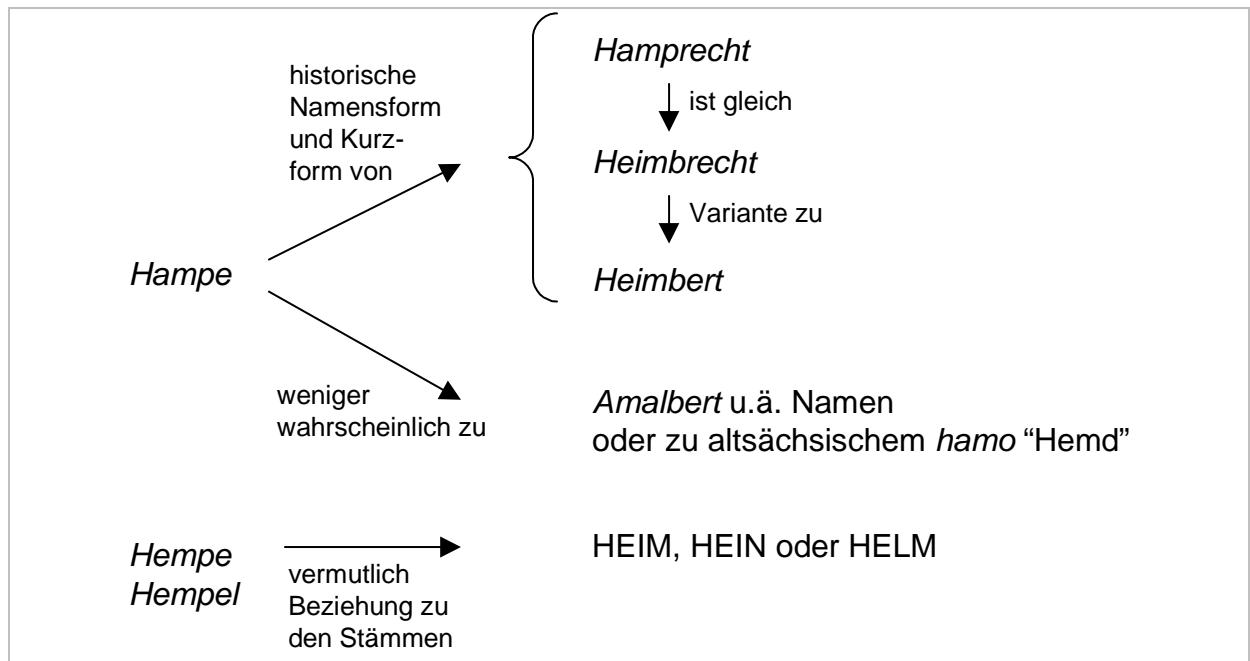 Hamprecht
historische
Namensform
und Kurz-
form von
ist gleich
Heimbrecht
Variante zu
Hampe
Heimbert
weniger
wahrscheinlich zu
Amalbert u.ä. Namen
oder zu altsächsischem hamo “Hemd”
Hempe
Hempel
vermutlich
Beziehung zu
den Stämmen
HEIM, HEIN oder HELM